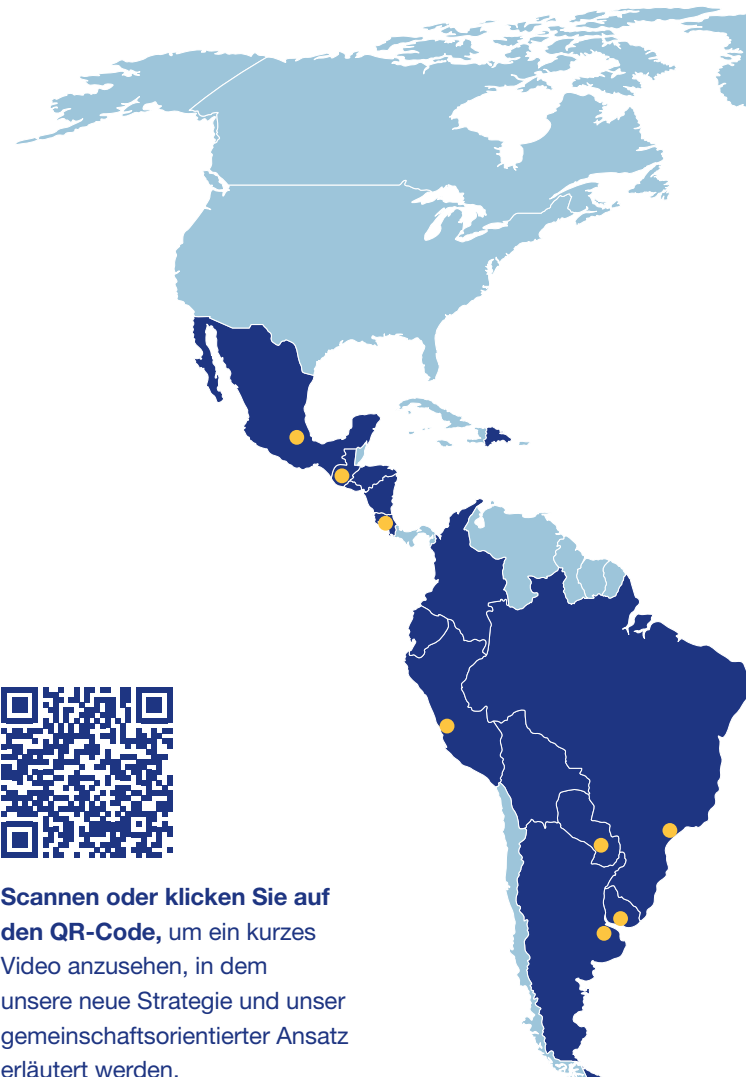 Scannen oder klicken Sie auf
den QR-Code, um ein kurzes
Video anzusehen, in dem
unsere neue Strategie und unser
gemeinschaftsorientierter Ansatz
erläutert werden.